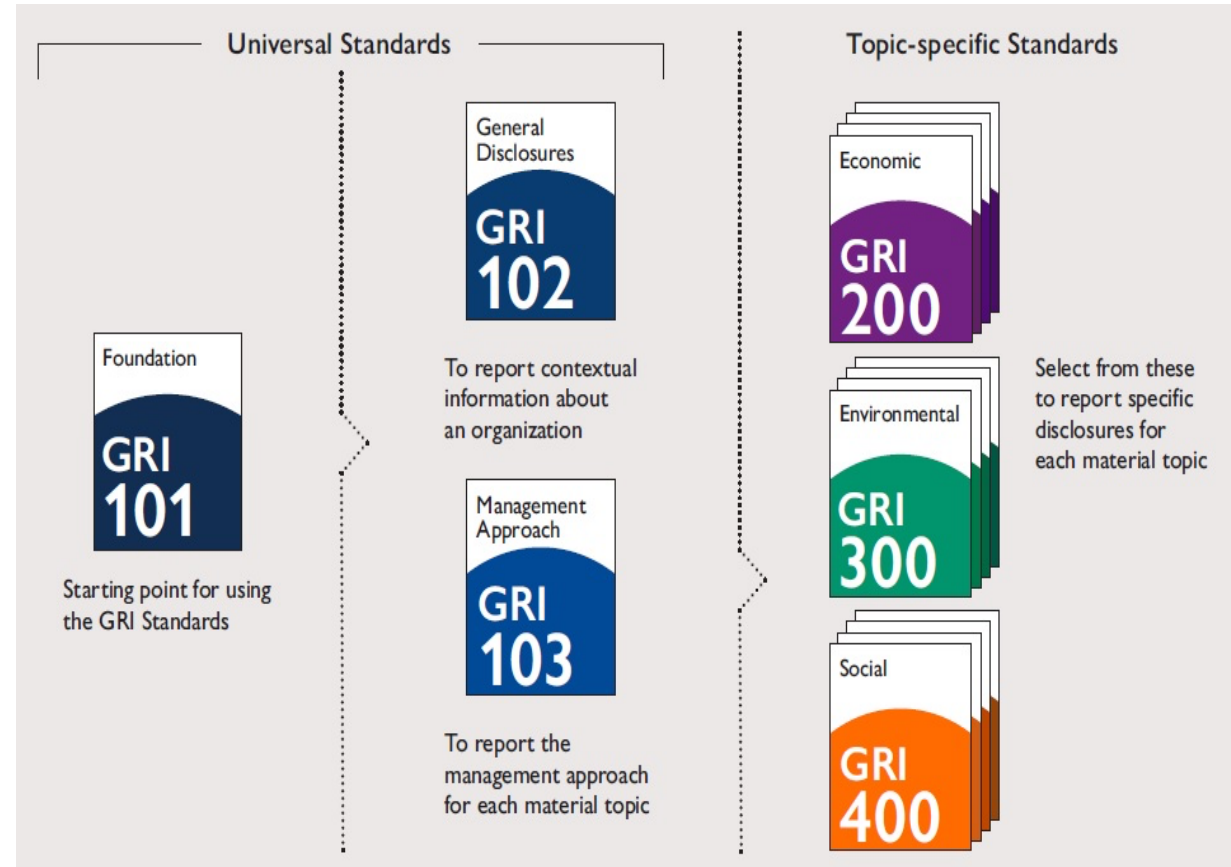 Universal Standards
Topic-specific Standards
Foundation
GRI
101
Starting point for using
the GRI Standards
General
Disclosures
GRI
102
To report contextual
information about
an organization
Management
Approach
GRI
103
To report the
management approach
for each material topic
Economic
GRI
200
Environmental
GRI
300
Social
GRI
400
Select from these
to report specific
disclosures for
each material topic